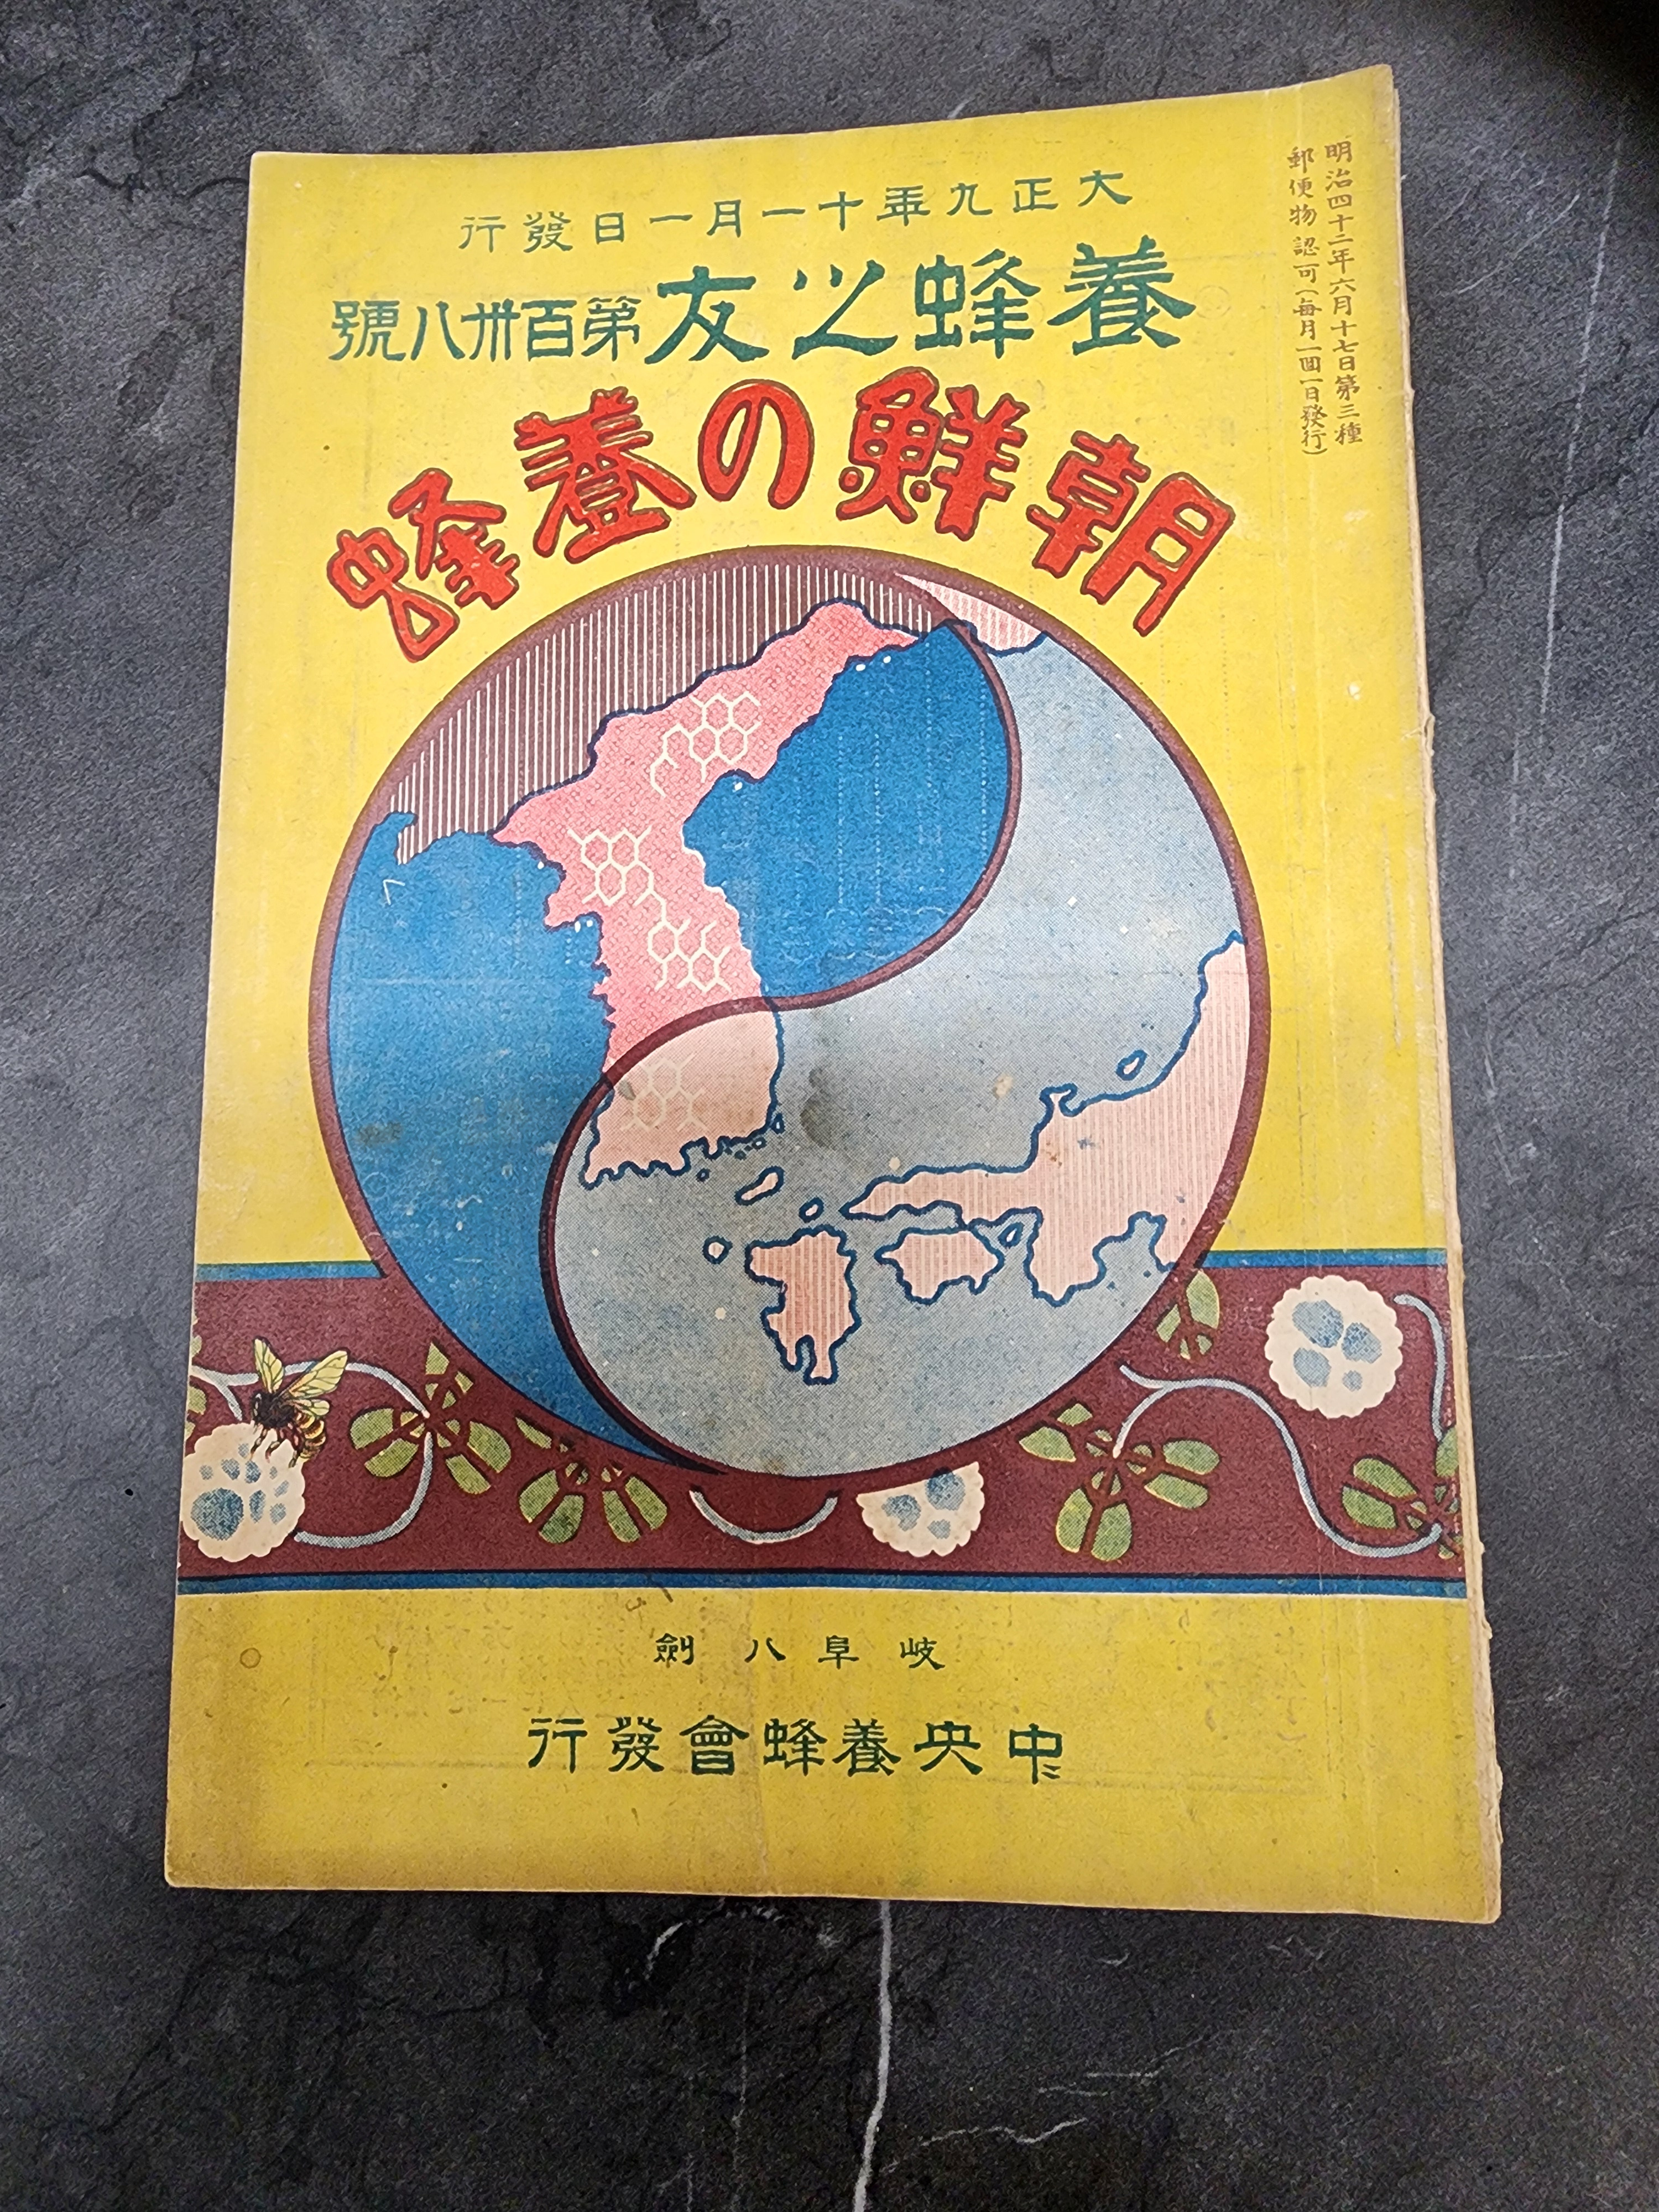 明治四十二年六月十七日第三種
郵便物認可(每月一回一日發行)
大正九年十一月一日發行
養蜂之友第百卅八號
朝鮮の養蜂
岐阜八劍
中央養蜂會發行